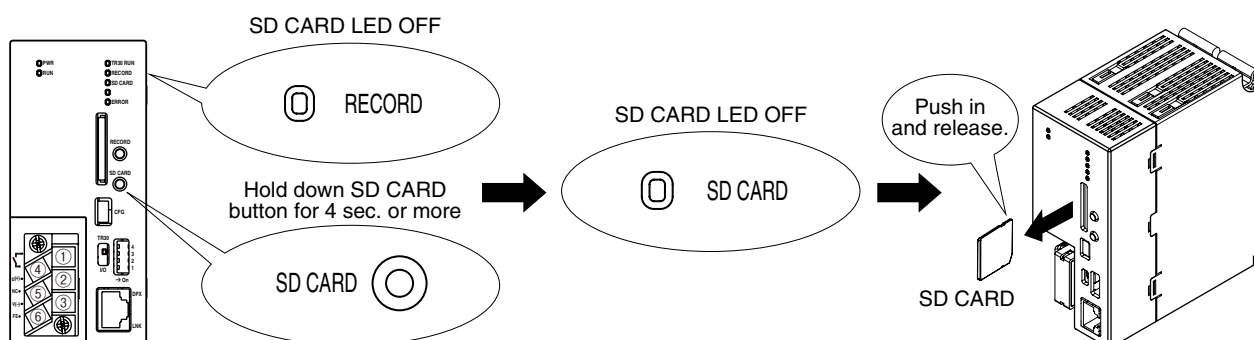 SD CARD LED OFF
PWR
RUN
TR30 RUN
RECORD
SD CARD
ERROR
RECORD
RECORD
SD CARD
CFG
TR30
I/O
4
3
2
1
→ On
①
④
②
⑤
③
⑥
U(+)
NC
V(–)
FE
DPX
LNK
Hold down SD CARD
button for 4 sec. or more
SD CARD
SD CARD LED OFF
SD CARD
Push in
and release.
SD CARD